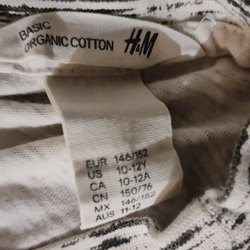 BASIC
ORGANIC COTTON
H&M
EUR 146/152
US 10-12Y
CA 10-12A
CN 150/76
MX 146/152
AUS 11-12